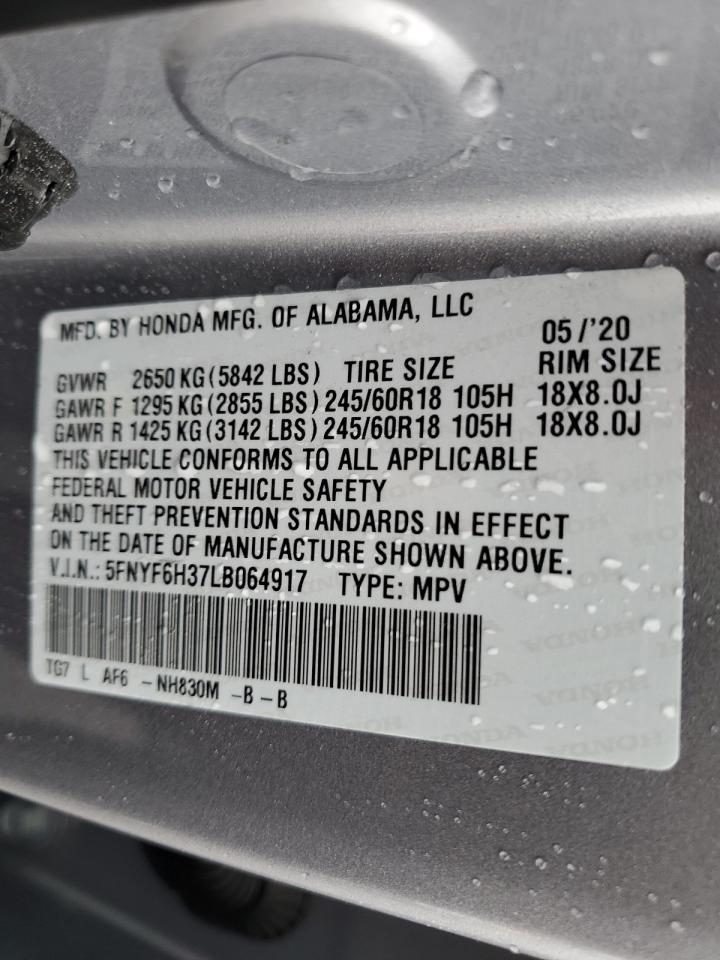 MFD. BY HONDA MFG. OF ALABAMA, LLC 05/'20
GVWR 2650 KG (5842 LBS) TIRE SIZE RIM SIZE
GAWR F 1295 KG (2855 LBS) 245/60R18 105H 18X8.0J
GAWR R 1425 KG (3142 LBS) 245/60R18 105H 18X8.0J
THIS VEHICLE CONFORMS TO ALL APPLICABLE
FEDERAL MOTOR VEHICLE SAFETY
AND THEFT PREVENTION STANDARDS IN EFFECT
ON THE DATE OF MANUFACTURE SHOWN ABOVE.
V.I.N.: 5FNYF6H37LB064917 TYPE: MPV
TG7 L AF6 -NH830M -B-B